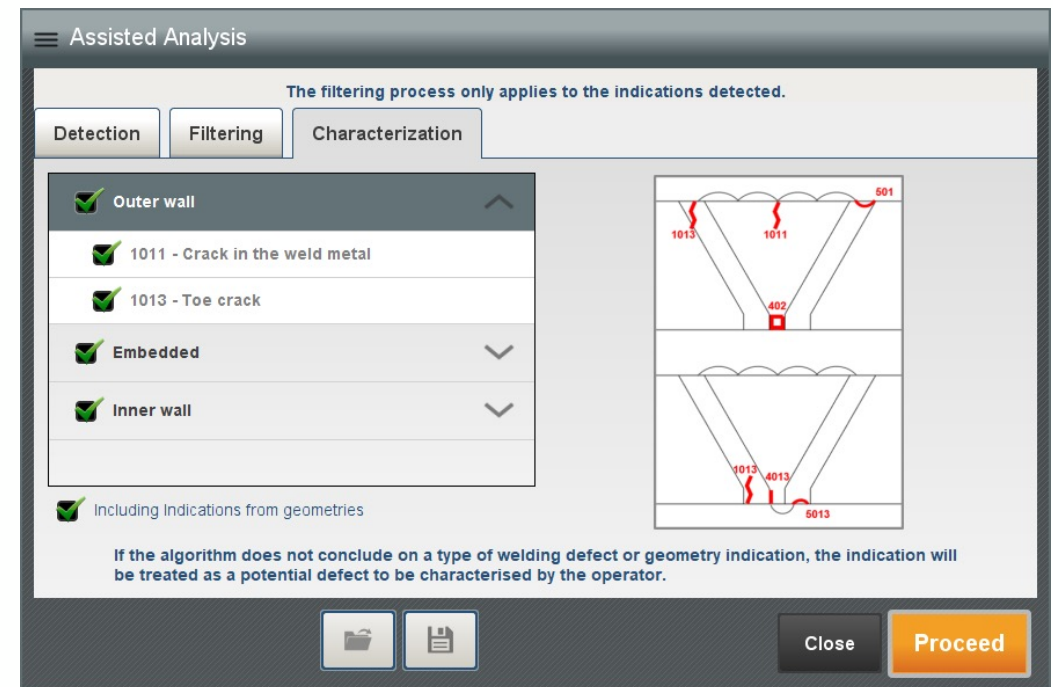 Assisted Analysis
The filtering process only applies to the indications detected.
Detection
Filtering
Characterization
Outer wall
1011 - Crack in the weld metal
1013 - Toe crack
Embedded
Inner wall
Including Indications from geometries
501
1013
1011
402
1013
4013
5013
If the algorithm does not conclude on a type of welding defect or geometry indication, the indication will
be treated as a potential defect to be characterised by the operator.
Close
Proceed